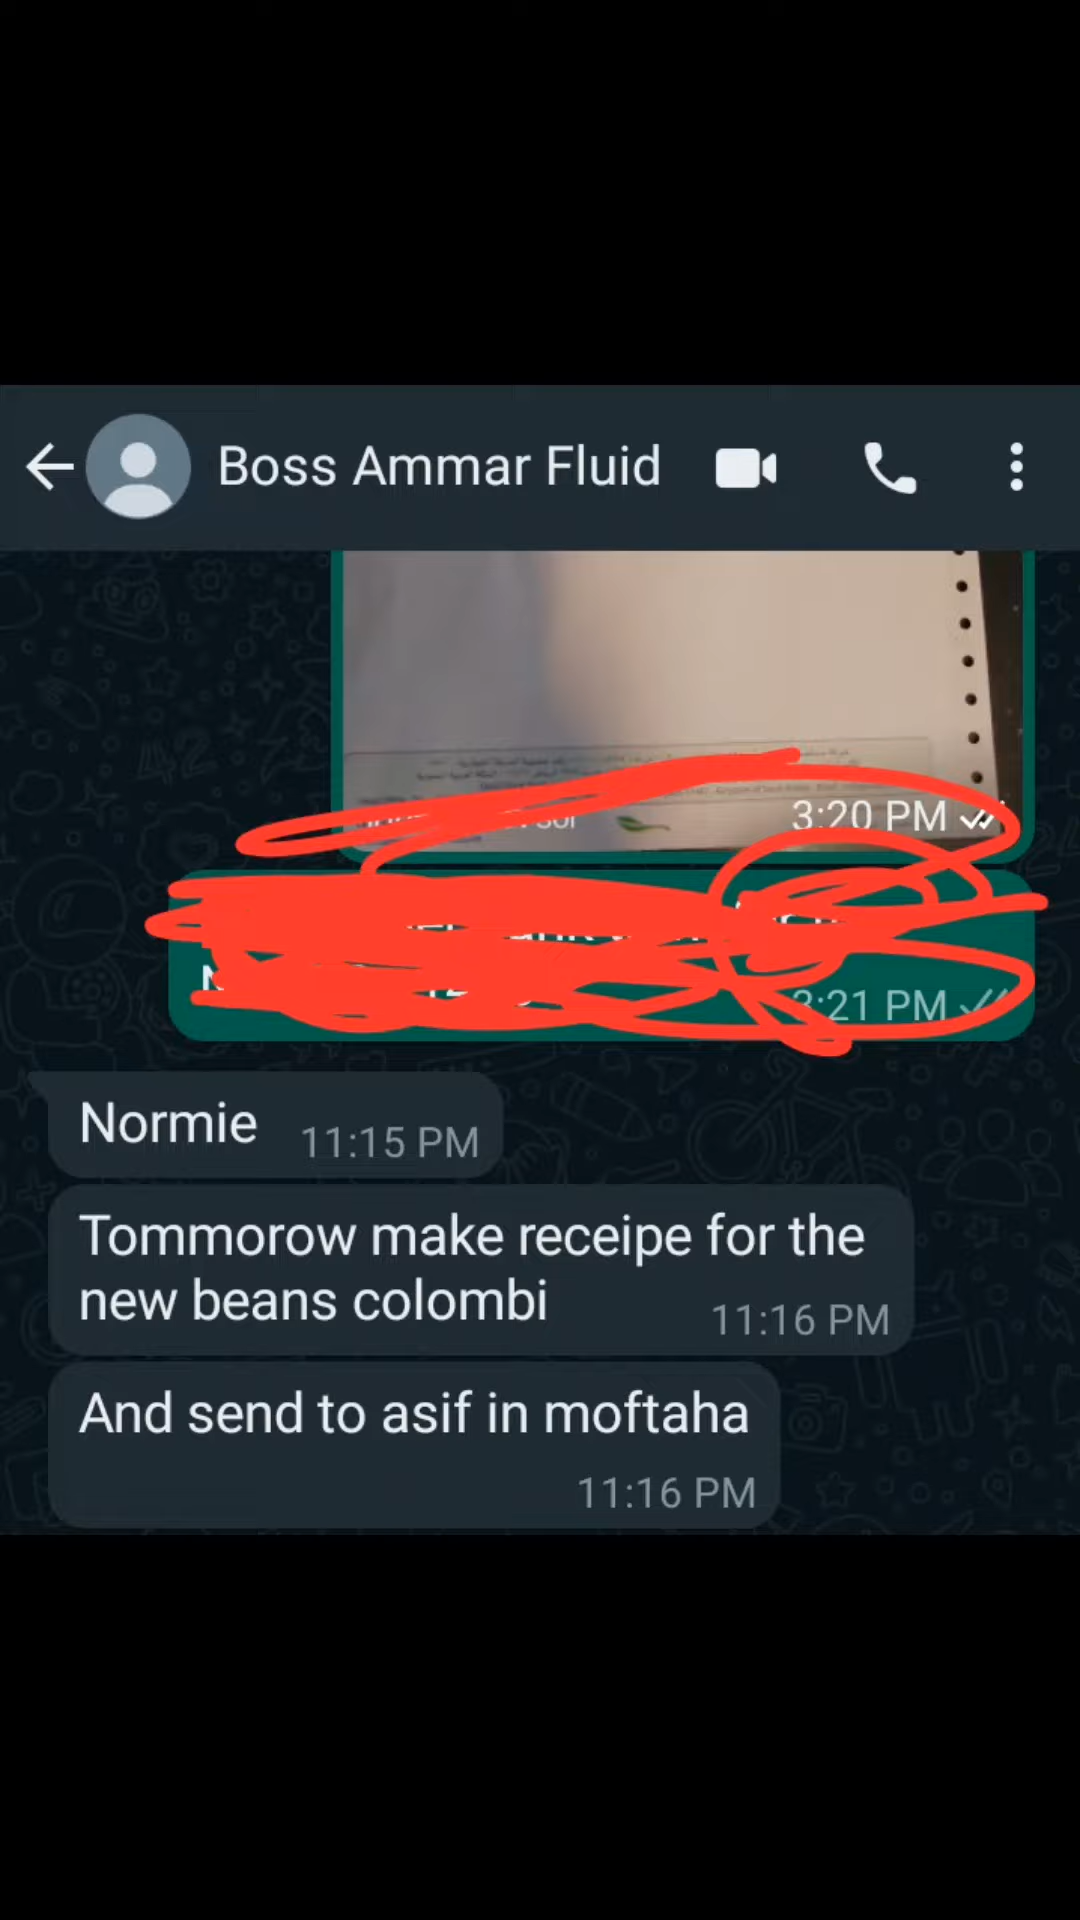 Boss Ammar Fluid
3:20 PM
3:21 PM
Normie
11:15 PM
Tommorow make receipe for the
new beans colombi
11:16 PM
And send to asif in moftaha
11:16 PM